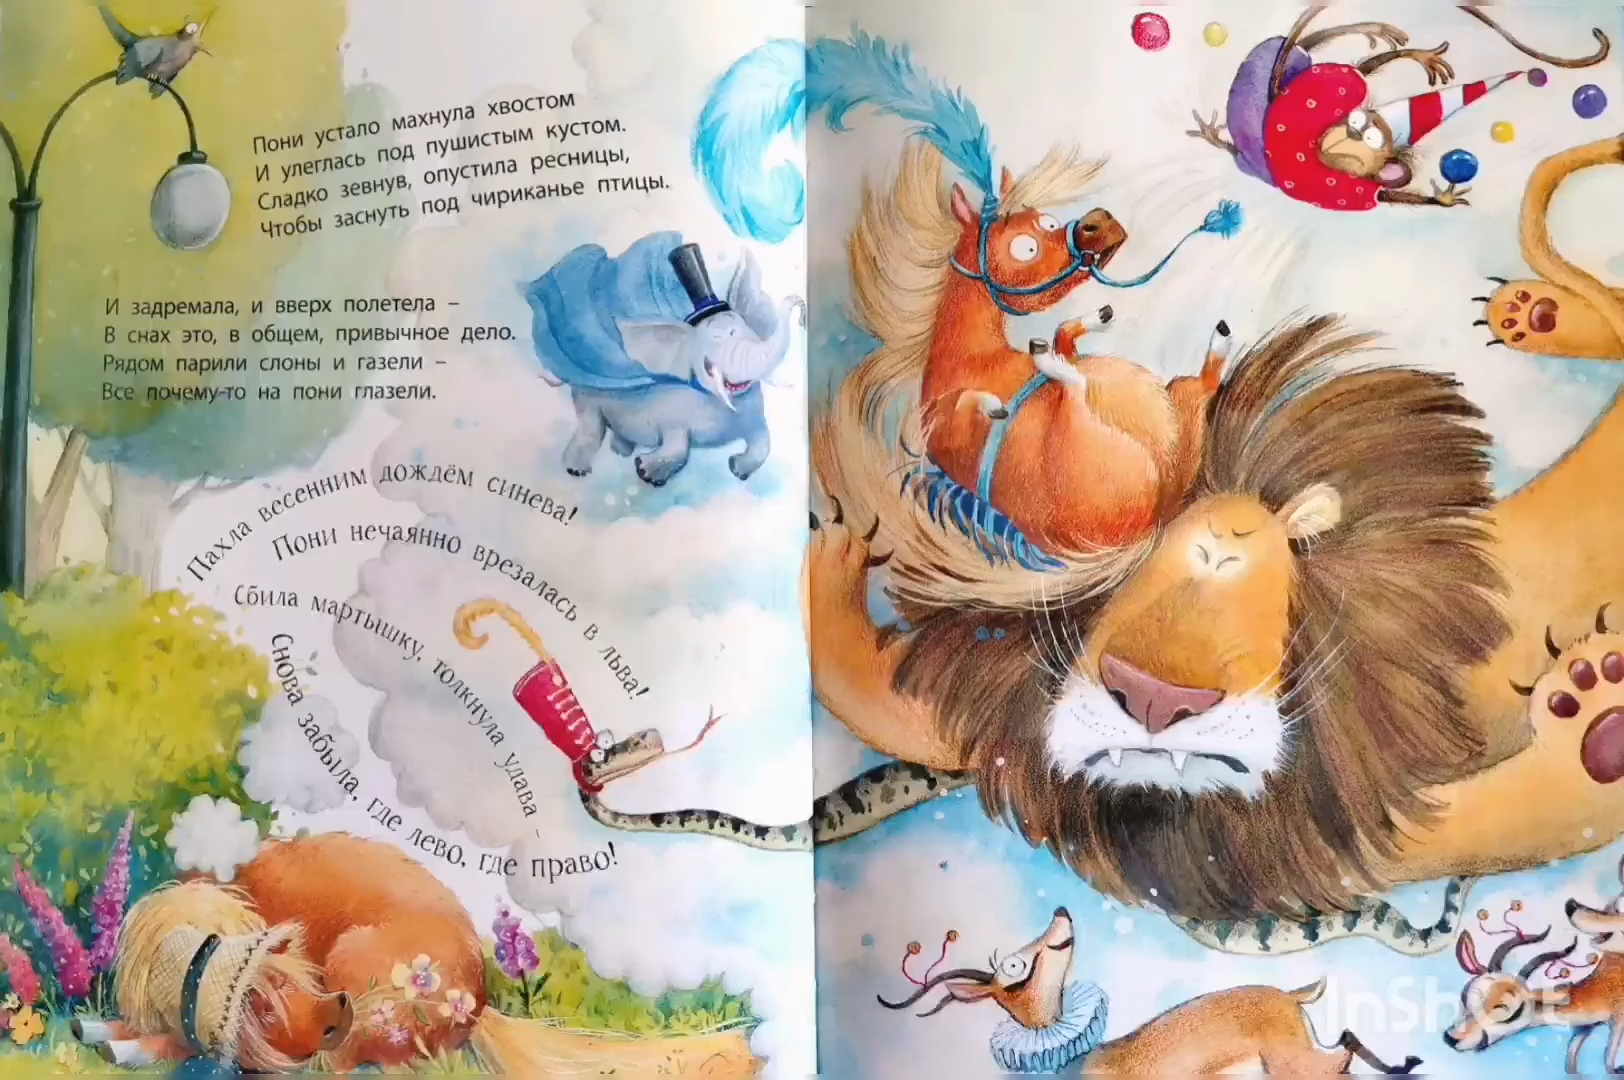 Пони устало махнула хвостом
И улеглась под пушистым кустом.
Сладко зевнув, опустила ресницы,
Чтобы заснуть под чириканье птицы.
И задремала, и вверх полетела –
В снах это, в общем, привычное дело.
Рядом парили слоны и газели –
Все почему-то на пони глазели.
Пахла весенним дождём синева!
Пони нечаянно врезалась в льва!
Сбила мартышку, толкнула удава –
Снова забыла, где лево, где право!
InShot